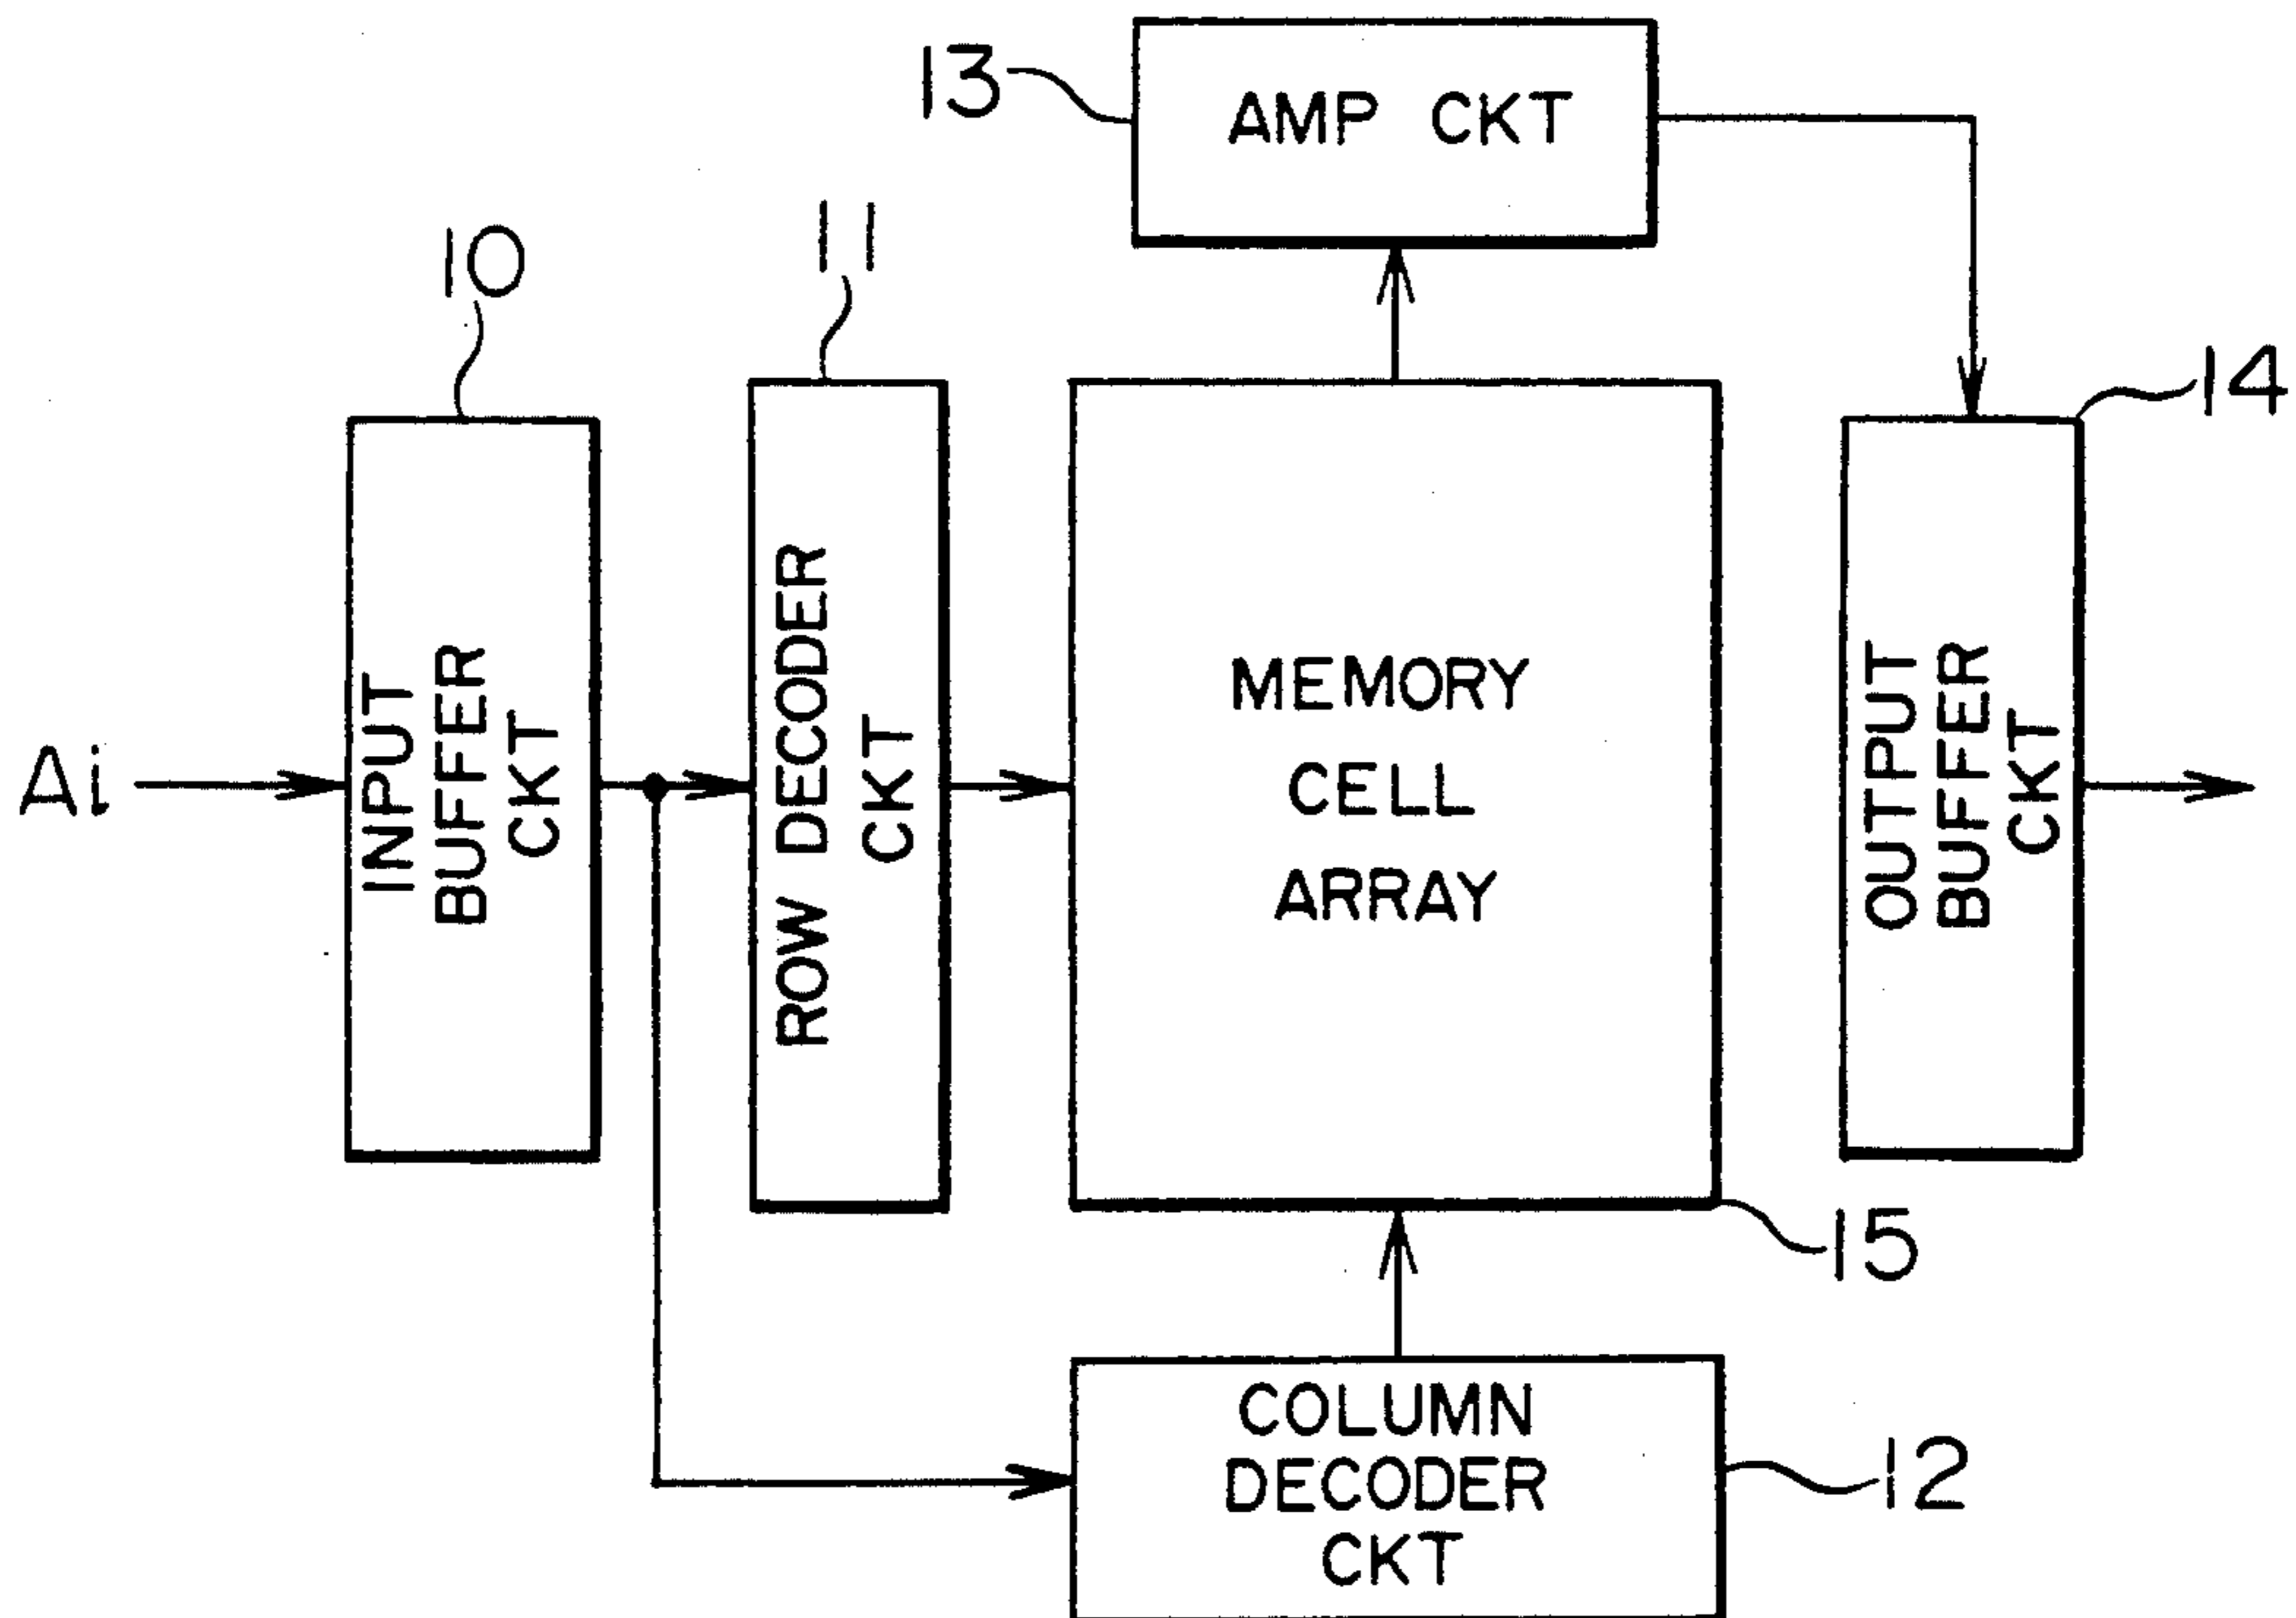 13
AMP CKT
10
11
14
Ai
INPUT
BUFFER
CKT
ROW DECODER
CKT
MEMORY
CELL
ARRAY
OUTPUT
BUFFER
CKT
15
COLUMN
DECODER
CKT
12